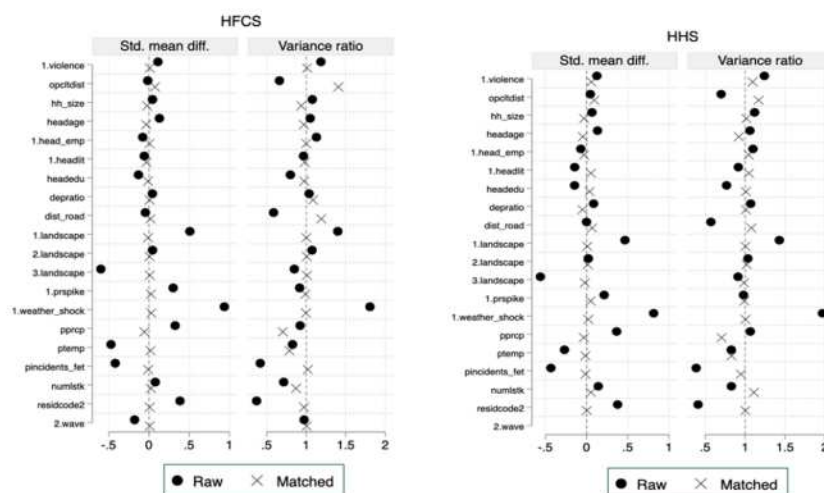 HFCS
Std. mean diff. Variance ratio
1.violence
opcltdist
hh_size
headage
1.head_emp
1.headlit
headedu
depratio
dist_road
1.landscape
2.landscape
3.landscape
1.prspike
1.weather_shock
pprcp
ptemp
pincidents_fet
numlstk
residcode2
2.wave
-.5 0 .5 1 0 .5 1 1.5 2
Raw Matched
HHS
Std. mean diff. Variance ratio
1.violence
opcltdist
hh_size
headage
1.head_emp
1.headlit
headedu
depratio
dist_road
1.landscape
2.landscape
3.landscape
1.prspike
1.weather_shock
pprcp
ptemp
pincidents_fet
numlstk
residcode2
2.wave
-.5 0 .5 1 0 .5 1 1.5 2
Raw Matched